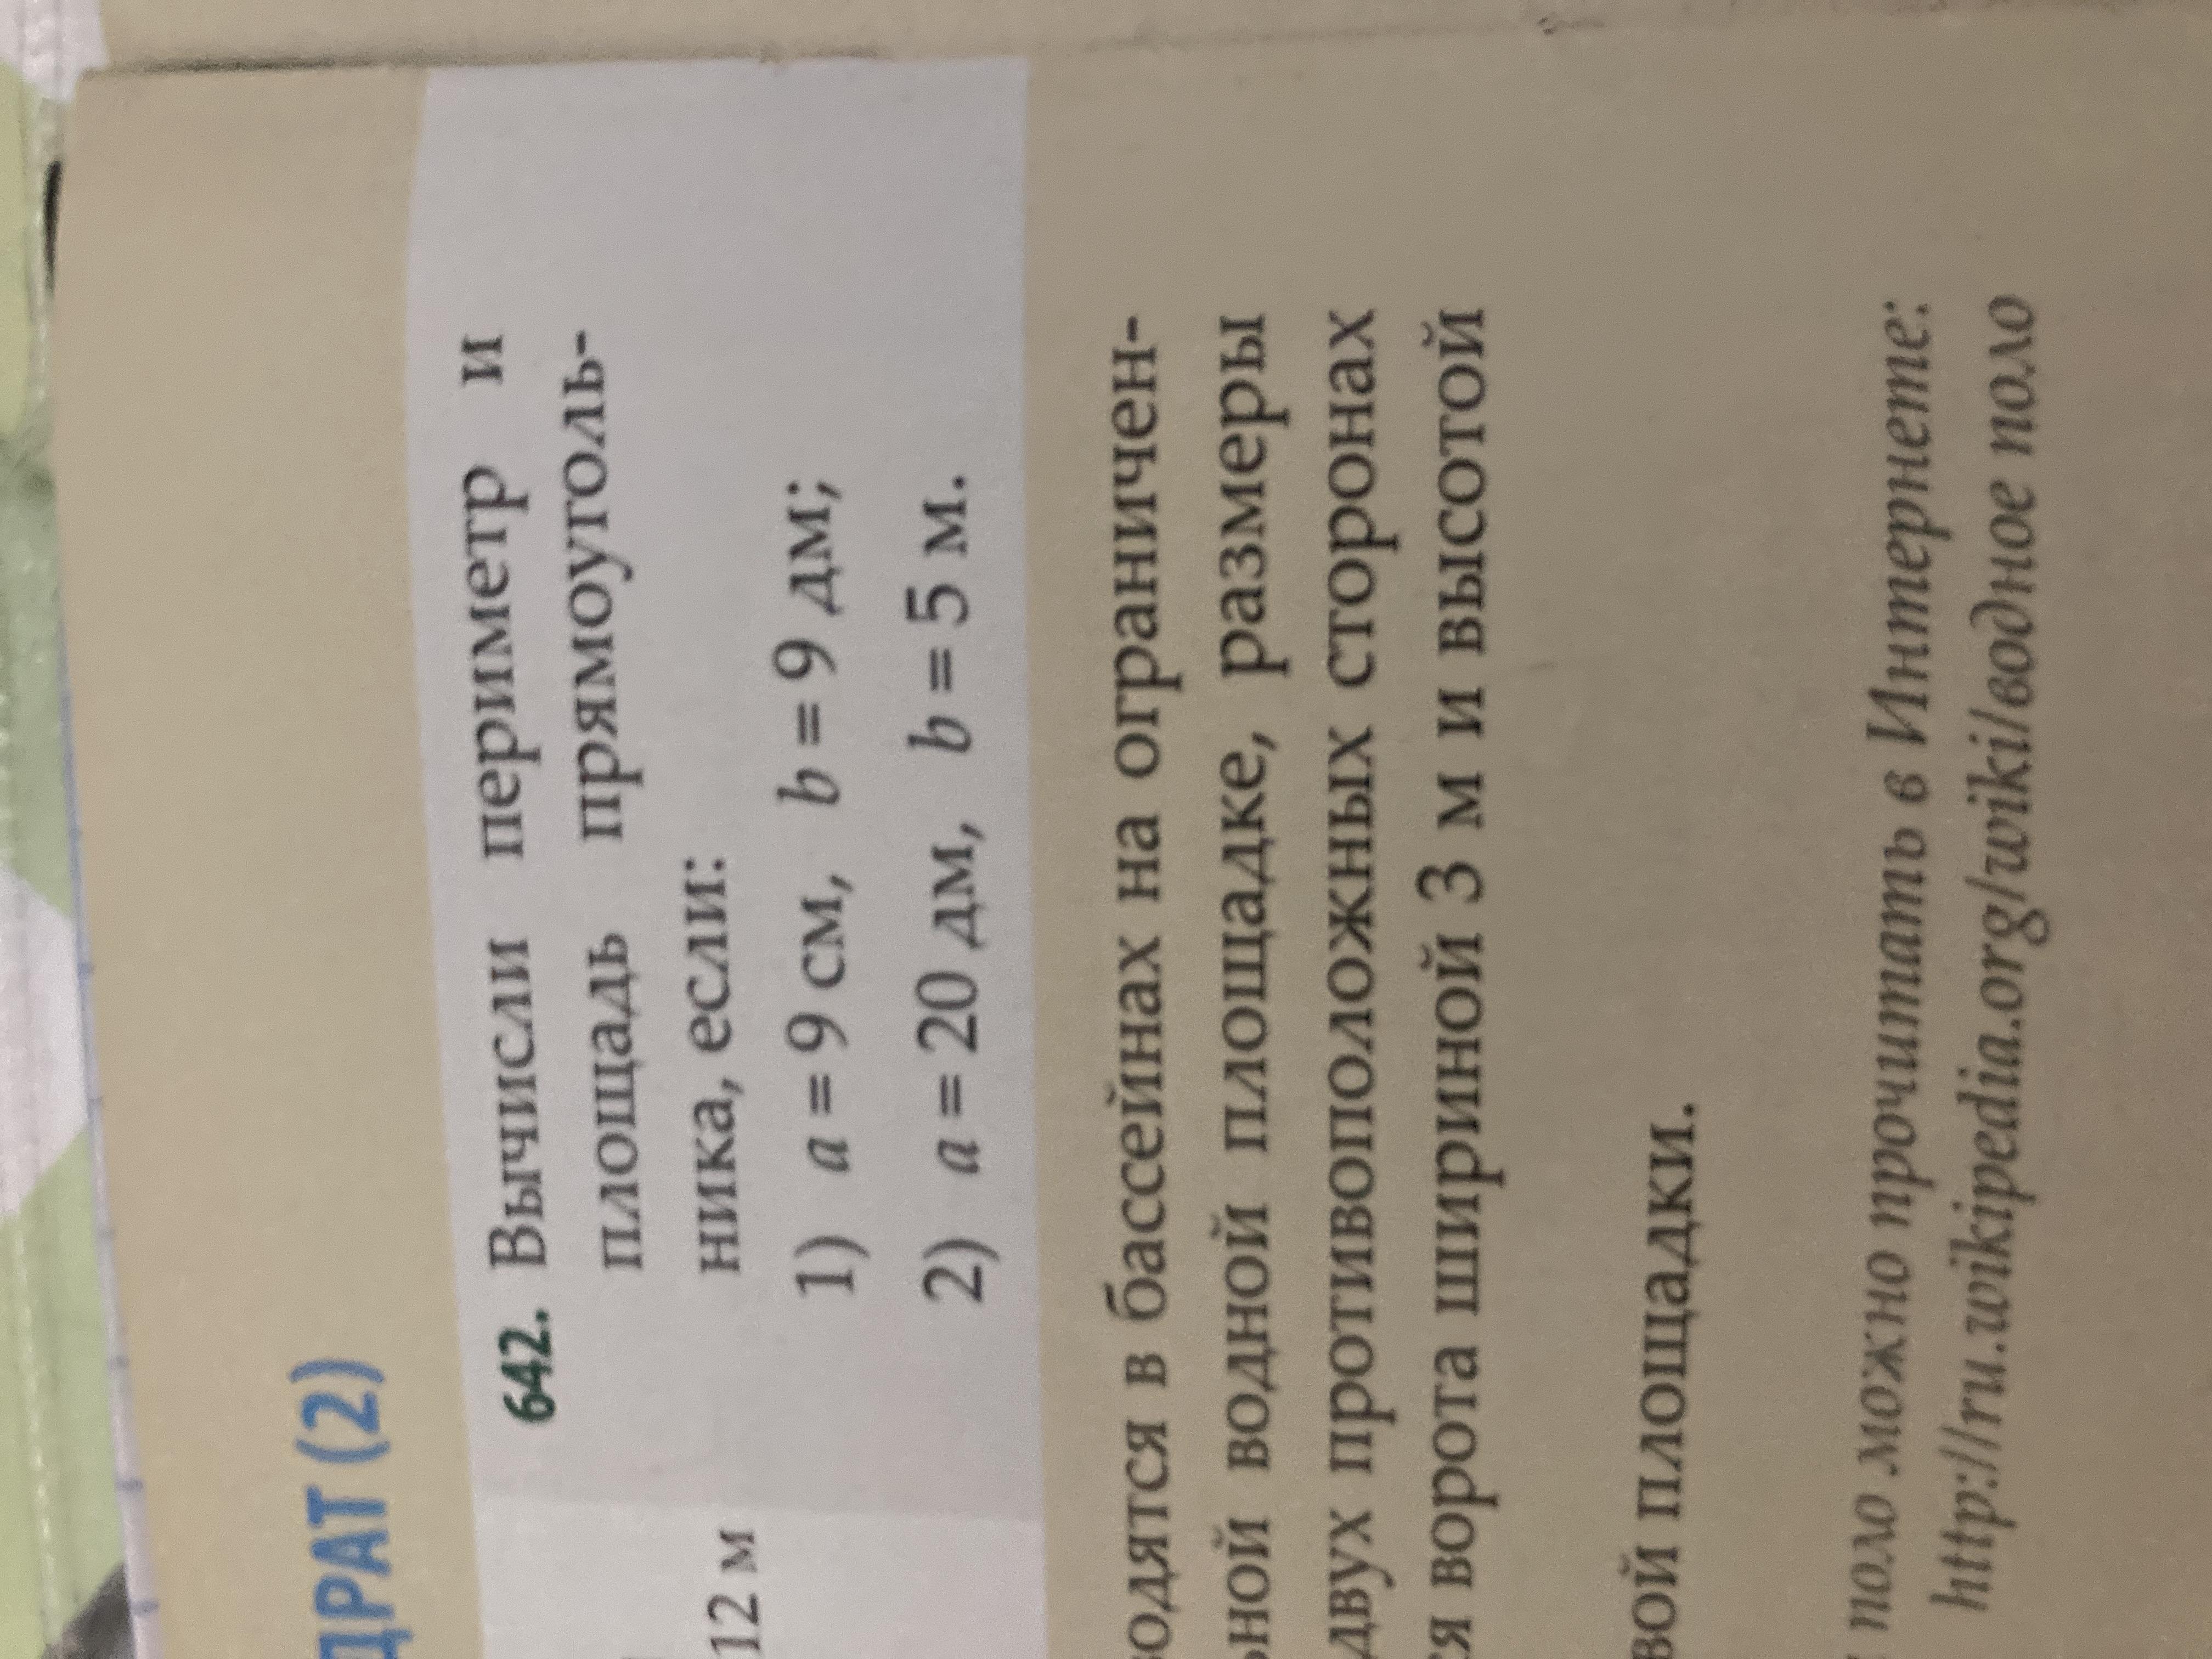 ДРАТ (2)
642. Вычисли периметр и
площадь прямоуголь-
ника, если:
12 м
1) a = 9 см, b = 9 дм;
2) a = 20 дм, b = 5 м.
водятся в бассейнах на ограничен-
ьной водной площадке, размеры
двух противоположных сторонах
ся ворота шириной 3 м и высотой
вой площадки.
поло можно прочитать в Интернете:
http://ru.wikipedia.org/wiki/водное поло